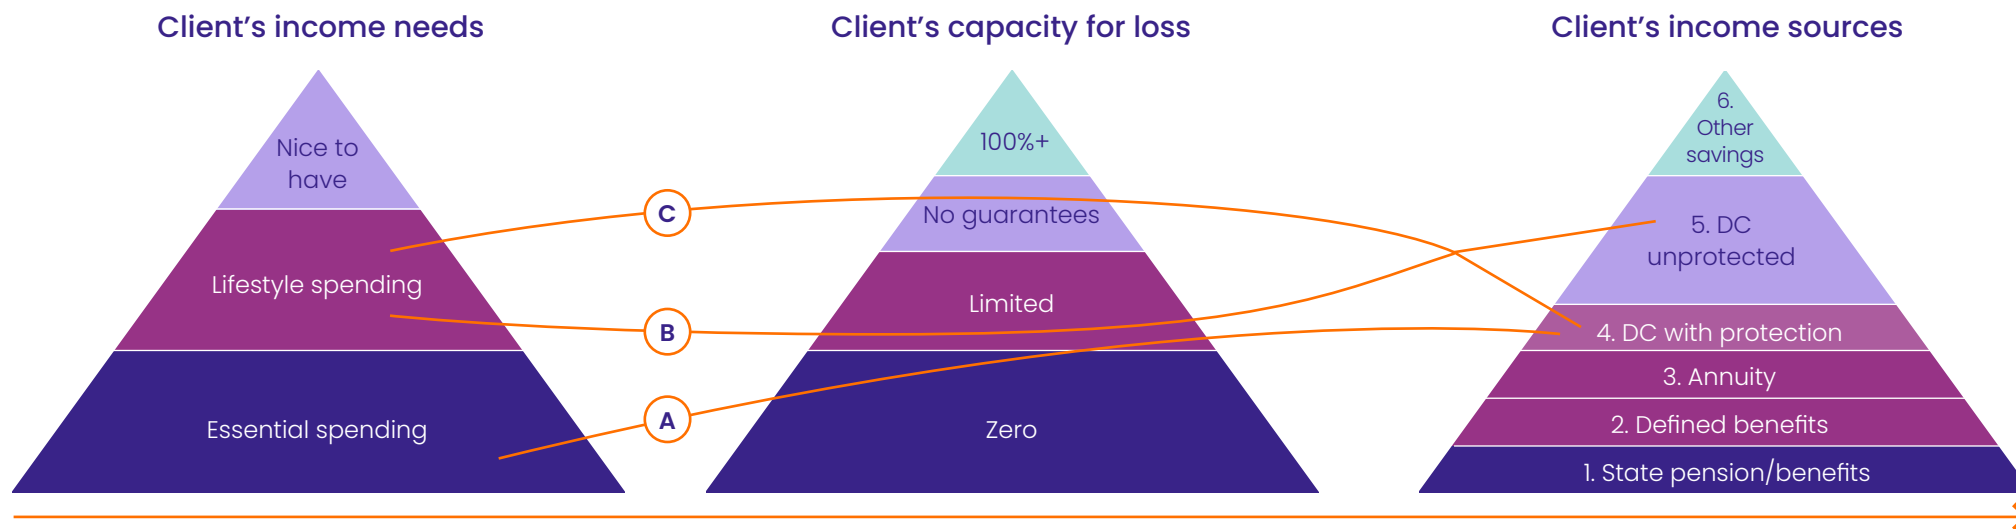 Client’s income needs
Nice to
have
Lifestyle spending
Essential spending
C
B
A
Client’s capacity for loss
100%+
No guarantees
Limited
Zero
Client’s income sources
6.
Other
savings
5. DC
unprotected
4. DC with protection
3. Annuity
2. Defined benefits
1. State pension/benefits